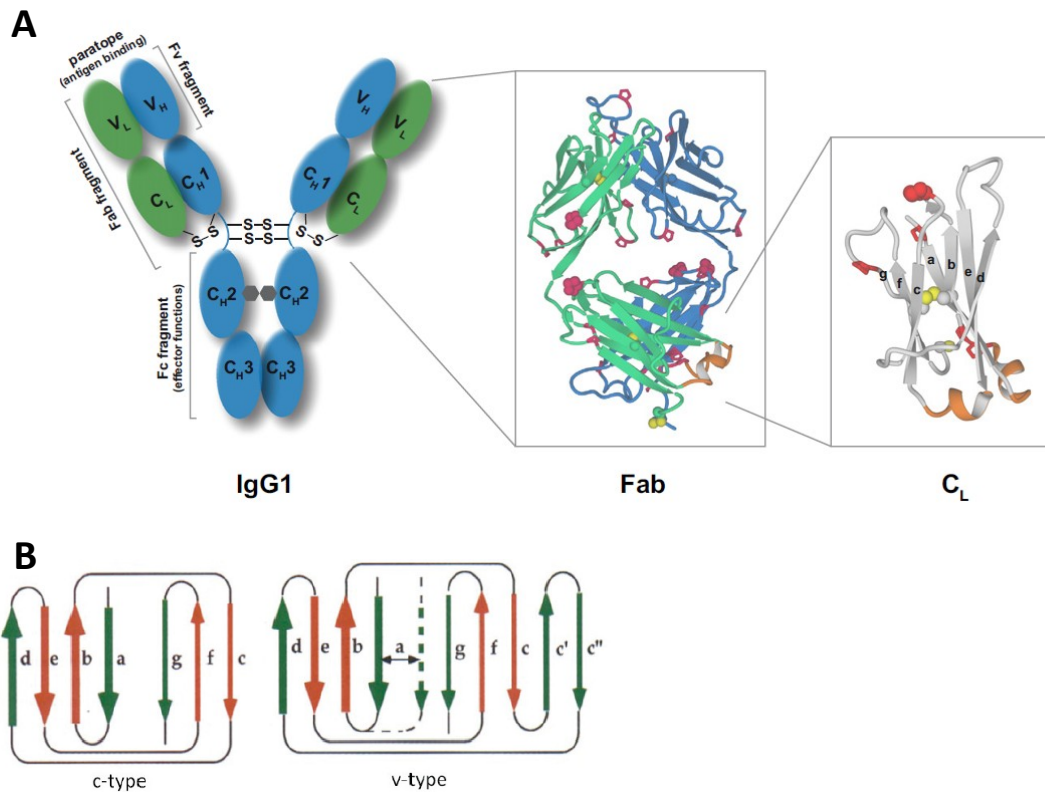 A
paratope
(antigen binding)
Fv fragment
Fab fragment
Fc fragment
(effector functions)
VL
VH
CL
CH1
S
S
S-S
S-S
VH
VL
CH1
CL
S
S
CH2
CH2
CH3
CH3
g
f
c
a
b
e
d
IgG1
Fab
CL
B
d
e
b
a
g
f
c
d
e
b
a
g
f
c
c'
c"
c-type
v-type